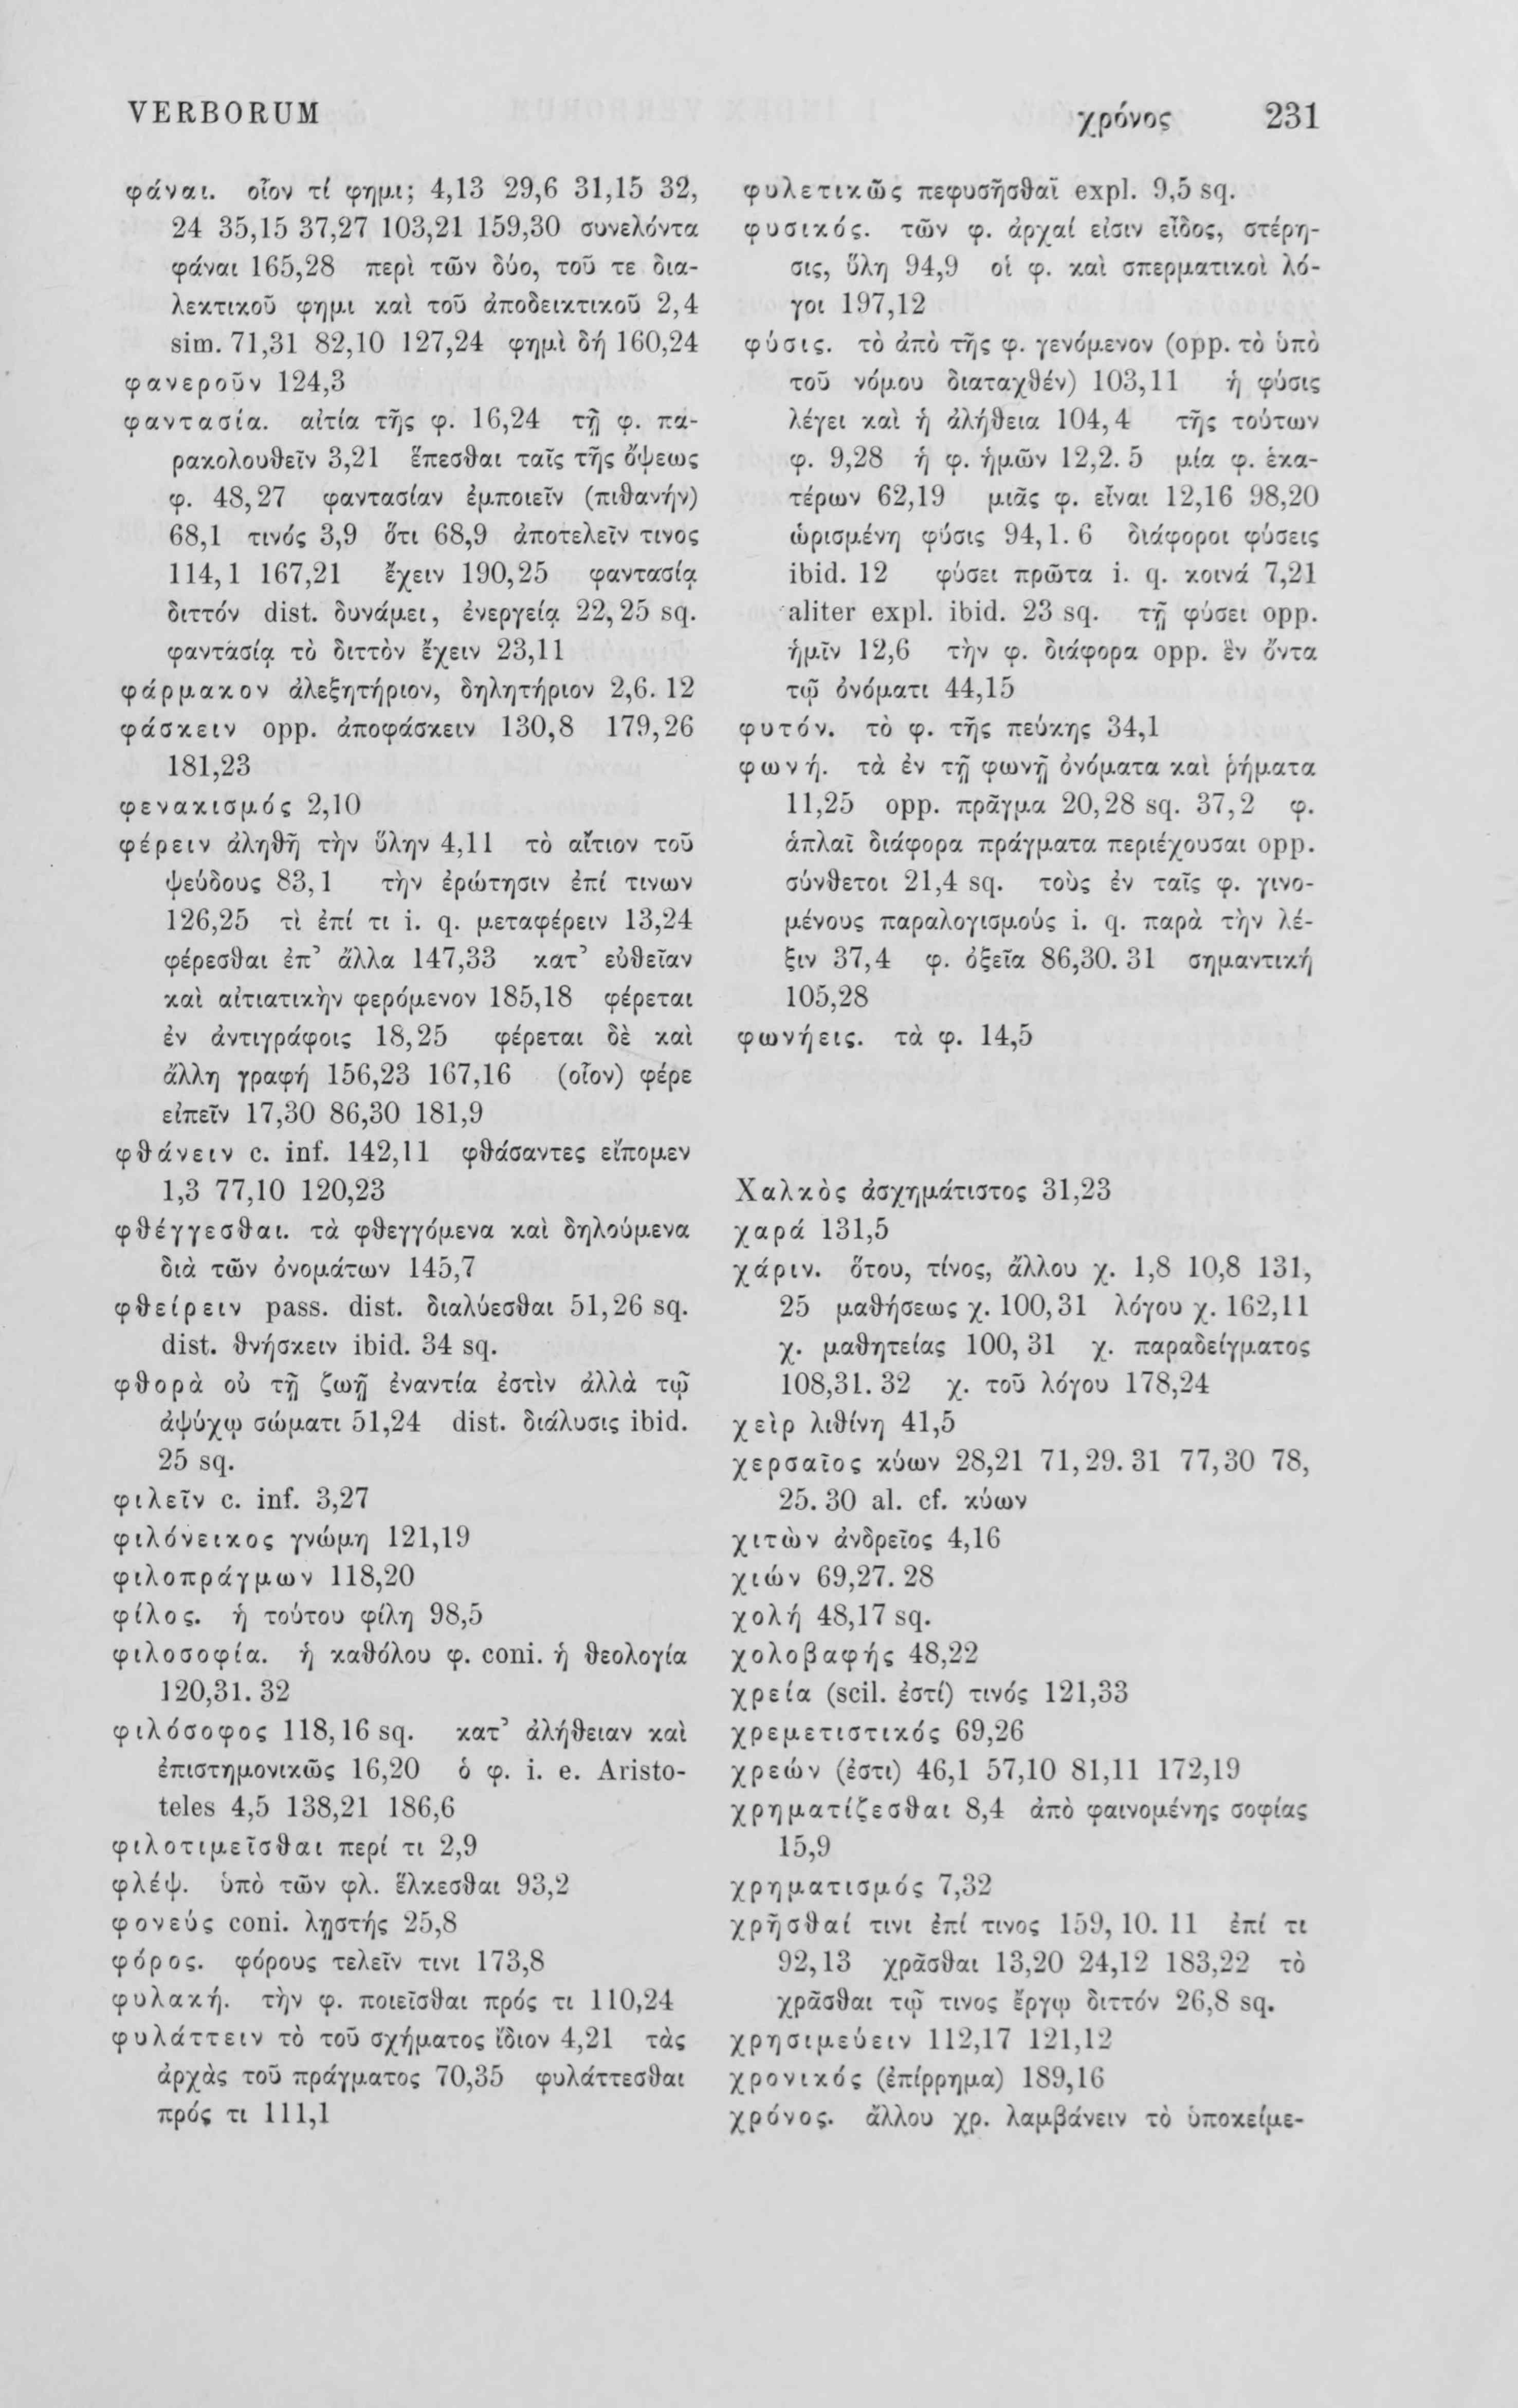 VERBORUM χρόνος 231
φάναι. οἷον τί φημι; 4,13 29,6 31,15 32,
24 35,15 37,27 103,21 159,30 συνελόντα
φάναι 165,28 περὶ τῶν δύο, τοῦ τε δια-
λεκτικοῦ φημι καὶ τοῦ ἀποδεικτικοῦ 2,4
sim. 71,31 82,10 127,24 φημὶ δή 160,24
φανεροῦν 124,3
φαντασία. αἰτία τῆς φ. 16,24 τῇ φ. πα-
ρακολουθεῖν 3,21 ἕπεσθαι ταῖς τῆς ὄψεως
φ. 48,27 φαντασίαν ἐμποιεῖν (πιθανήν)
68,1 τινός 3,9 ὅτι 68,9 ἀποτελεῖν τινος
114,1 167,21 ἔχειν 190,25 φαντασίᾳ
διττόν dist. δυνάμει, ἐνεργείᾳ 22,25 sq.
φαντασίᾳ τὸ διττὸν ἔχειν 23,11
φάρμακον ἀλεξητήριον, δηλητήριον 2,6. 12
φάσκειν opp. ἀποφάσκειν 130,8 179,26
181,23
φενακισμός 2,10
φέρειν ἀληθῆ τὴν ὕλην 4,11 τὸ αἴτιον τοῦ
ψεύδους 83,1 τὴν ἐρώτησιν ἐπί τινων
126,25 τὶ ἐπί τι i. q. μεταφέρειν 13,24
φέρεσθαι ἐπ’ ἄλλα 147,33 κατ’ εὐθεῖαν
καὶ αἰτιατικὴν φερόμενον 185,18 φέρεται
ἐν ἀντιγράφοις 18,25 φέρεται δὲ καὶ
ἄλλη γραφή 156,23 167,16 (οἷον) φέρε
εἰπεῖν 17,30 86,30 181,9
φθάνειν c. inf. 142,11 φθάσαντες εἴπομεν
1,3 77,10 120,23
φθέγγεσθαι. τὰ φθεγγόμενα καὶ δηλούμενα
διὰ τῶν ὀνομάτων 145,7
φθείρειν pass. dist. διαλύεσθαι 51,26 sq.
dist. θνήσκειν ibid. 34 sq.
φθορὰ οὐ τῇ ζωῇ ἐναντία ἐστὶν ἀλλὰ τῷ
ἀψύχῳ σώματι 51,24 dist. διάλυσις ibid.
25 sq.
φιλεῖν c. inf. 3,27
φιλόνεικος γνώμη 121,19
φιλοπράγμων 118,20
φίλος. ἡ τούτου φίλη 98,5
φιλοσοφία. ἡ καθόλου φ. coni. ἡ θεολογία
120,31. 32
φιλόσοφος 118,16 sq. κατ’ ἀλήθειαν καὶ
ἐπιστημονικῶς 16,20 ὁ φ. i. e. Aristo-
teles 4,5 138,21 186,6
φιλοτιμεῖσθαι περί τι 2,9
φλέψ. ὑπὸ τῶν φλ. ἕλκεσθαι 93,2
φονεύς coni. λῃστής 25,8
φόρος. φόρους τελεῖν τινι 173,8
φυλακή. τὴν φ. ποιεῖσθαι πρός τι 110,24
φυλάττειν τὸ τοῦ σχήματος ἴδιον 4,21 τὰς
ἀρχὰς τοῦ πράγματος 70,35 φυλάττεσθαι
πρός τι 111,1
φυλετικῶς πεφυσῆσθαῖ expl. 9,5 sq.
φυσικός. τῶν φ. ἀρχαί εἰσιν εἶδος, στέρη-
σις, ὕλη 94,9 οἱ φ. καὶ σπερματικοὶ λό-
γοι 197,12
φύσις. τὸ ἀπὸ τῆς φ. γενόμενον (opp. τὸ ὑπὸ
τοῦ νόμου διαταχθέν) 103,11 ἡ φύσις
λέγει καὶ ἡ ἀλήθεια 104,4 τῆς τούτων
φ. 9,28 ἡ φ. ἡμῶν 12,2. 5 μία φ. ἑκα-
τέρων 62,19 μιᾶς φ. εἶναι 12,16 98,20
ὡρισμένη φύσις 94,1. 6 διάφοροι φύσεις
ibid. 12 φύσει πρῶτα i. q. κοινά 7,21
aliter expl. ibid. 23 sq. τῇ φύσει opp.
ἡμῖν 12,6 τὴν φ. διάφορα opp. ἓν ὄντα
τῷ ὀνόματι 44,15
φυτόν. τὸ φ. τῆς πεύκης 34,1
φωνή. τὰ ἐν τῇ φωνῇ ὀνόματα καὶ ῥήματα
11,25 opp. πρᾶγμα 20,28 sq. 37,2 φ.
ἁπλαῖ διάφορα πράγματα περιέχουσαι opp.
σύνθετοι 21,4 sq. τοὺς ἐν ταῖς φ. γινο-
μένους παραλογισμούς i. q. παρὰ τὴν λέ-
ξιν 37,4 φ. ὀξεῖα 86,30. 31 σημαντική
105,28
φωνήεις. τὰ φ. 14,5
Χαλκὸς ἀσχημάτιστος 31,23
χαρά 131,5
χάριν. ὅτου, τίνος, ἄλλου χ. 1,8 10,8 131,
25 μαθήσεως χ. 100,31 λόγου χ. 162,11
χ. μαθητείας 100, 31 χ. παραδείγματος
108,31. 32 χ. τοῦ λόγου 178,24
χεὶρ λιθίνη 41,5
χερσαῖος κύων 28,21 71,29. 31 77,30 78,
25. 30 al. cf. κύων
χιτὼν ἀνδρεῖος 4,16
χιών 69,27. 28
χολή 48,17 sq.
χολοβαφής 48,22
χρεία (scil. ἐστί) τινός 121,33
χρεμετιστικός 69,26
χρεών (ἐστι) 46,1 57,10 81,11 172,19
χρηματίζεσθαι 8,4 ἀπὸ φαινομένης σοφίας
15,9
χρηματισμός 7,32
χρῆσθαί τινι ἐπί τινος 159, 10. 11 ἐπί τι
92,13 χρᾶσθαι 13,20 24,12 183,22 τὸ
χρᾶσθαι τῷ τινος ἔργῳ διττόν 26,8 sq.
χρησιμεύειν 112,17 121,12
χρονικός (ἐπίρρημα) 189,16
χρόνος. ἄλλου χρ. λαμβάνειν τὸ ὑποκείμε-